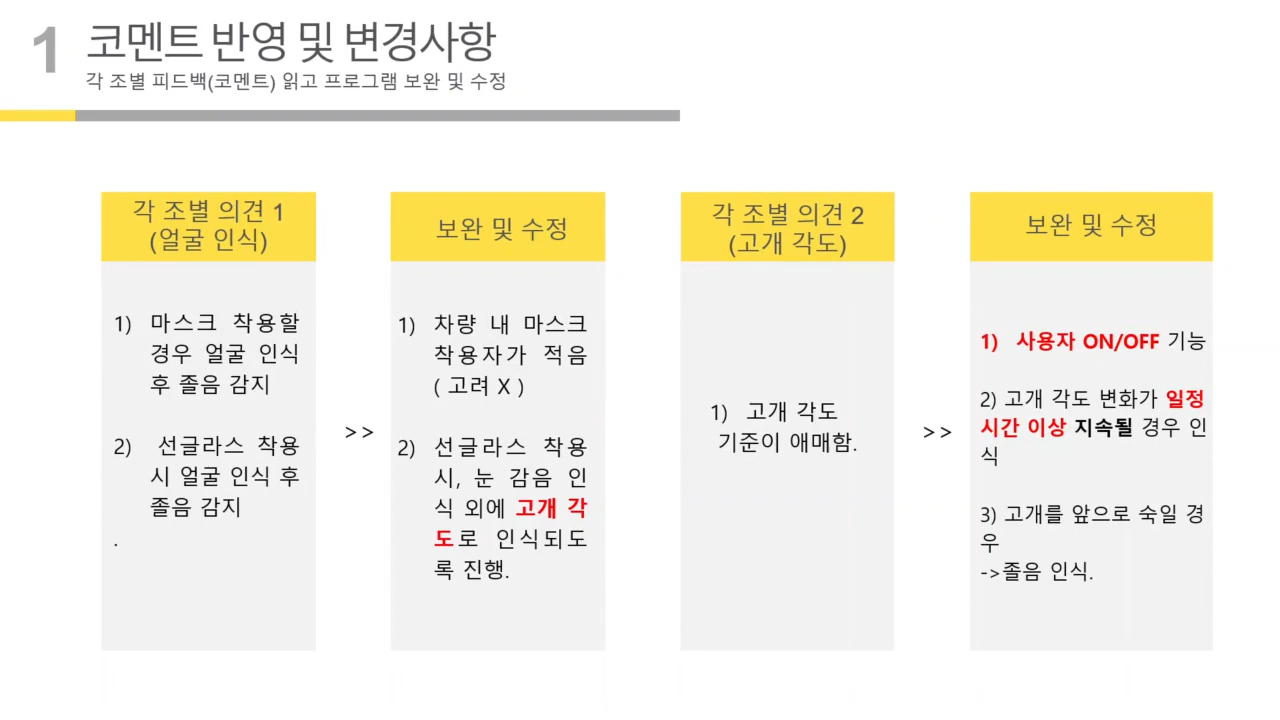 1
코멘트 반영 및 변경사항
각 조별 피드백(코멘트) 읽고 프로그램 보완 및 수정
각 조별 의견 1
(얼굴 인식)
1) 마스크 착용할
경우 얼굴 인식
후 졸음 감지
2) 선글라스 착용
시 얼굴 인식 후
졸음 감지
.
>>
보완 및 수정
1) 차량 내 마스크
착용자가 적음
( 고려 X )
2) 선글라스 착용
시, 눈 감음 인
식 외에 고개 각
도로 인식되도
록 진행.
각 조별 의견 2
(고개 각도)
1) 고개 각도
기준이 애매함.
>>
보완 및 수정
1) 사용자 ON/OFF 기능
2) 고개 각도 변화가 일정
시간 이상 지속될 경우 인
식
3) 고개를 앞으로 숙일 경
우
->졸음 인식.